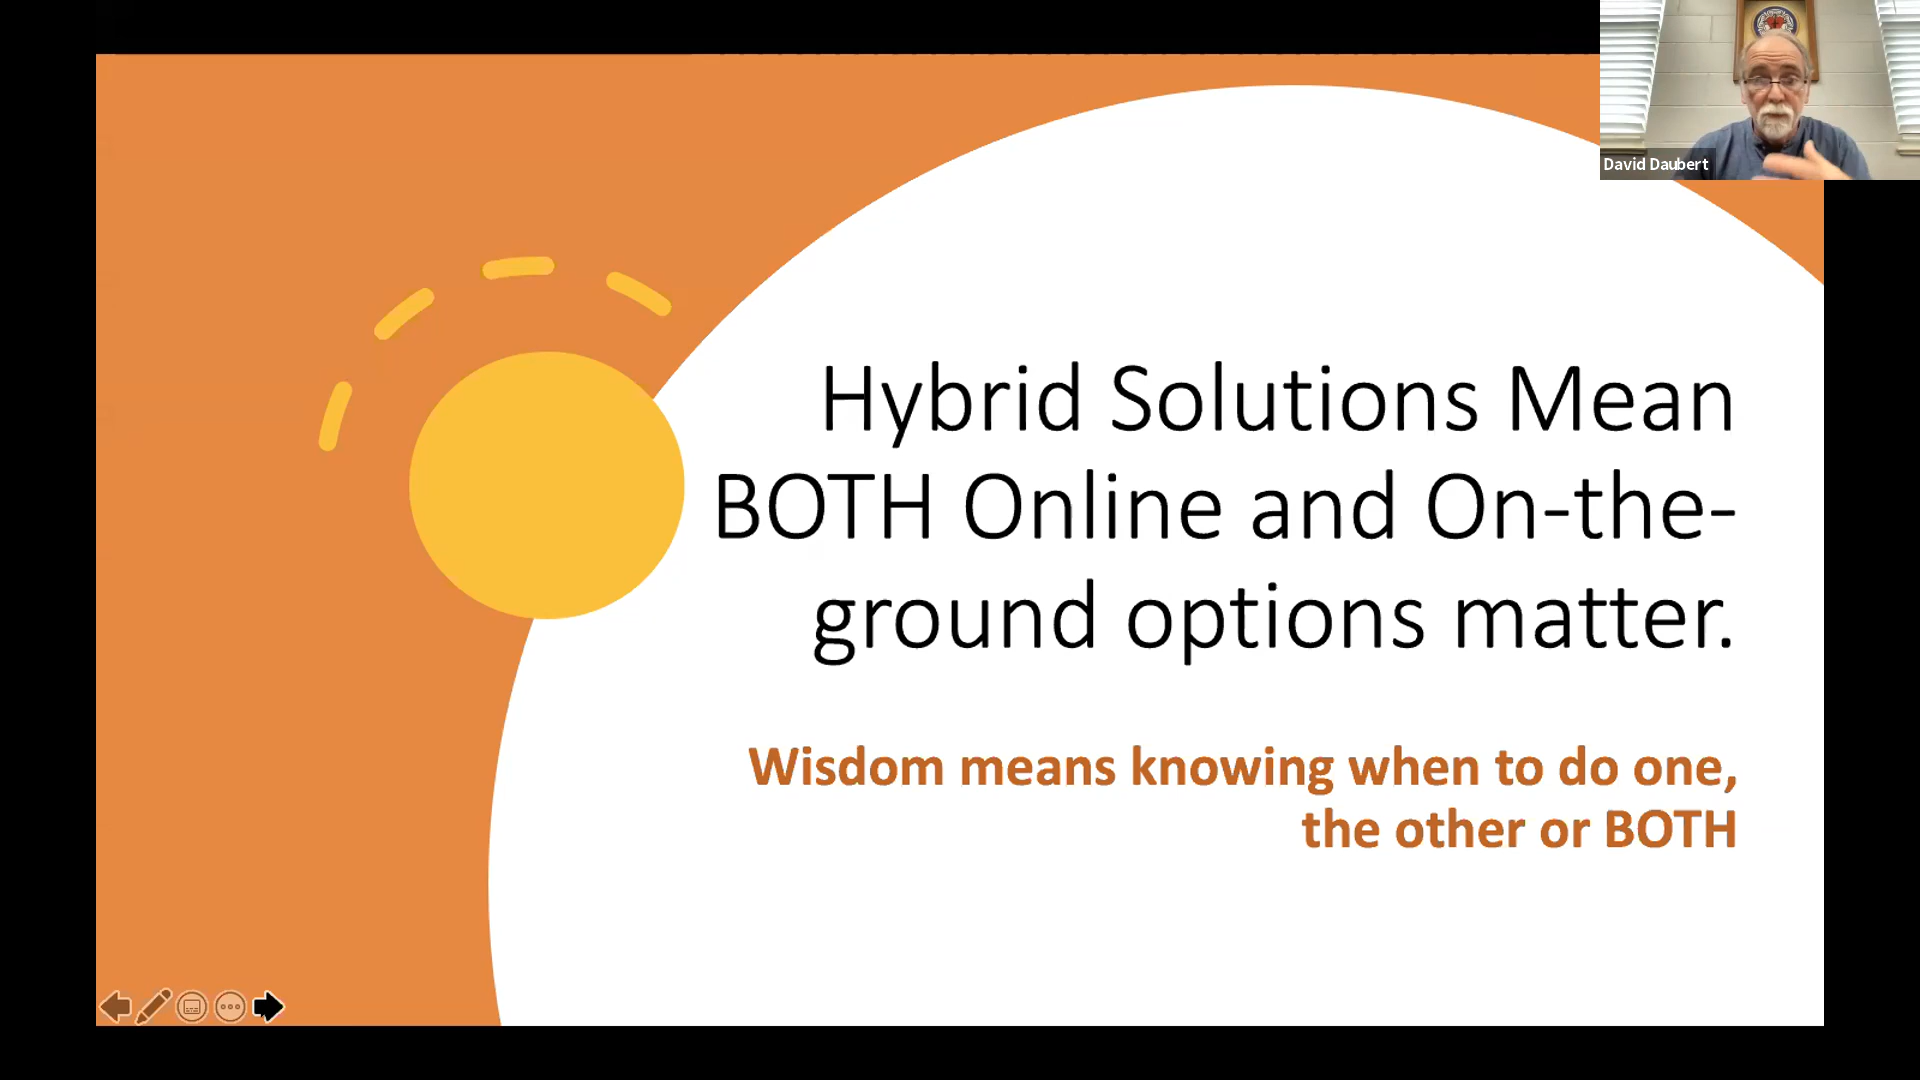 David Daubert
Hybrid Solutions Mean
BOTH Online and On-the-
ground options matter.
Wisdom means knowing when to do one,
the other or BOTH